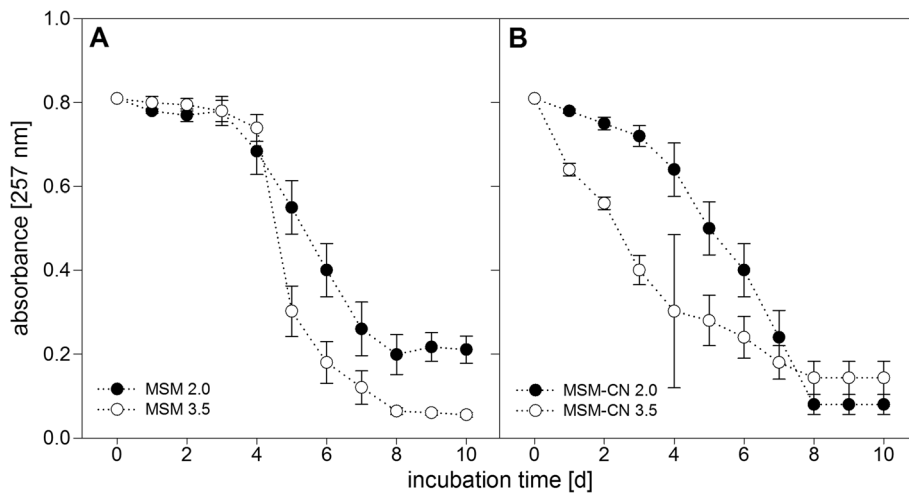 A
B
absorbance [257 nm]
1.0
0.8
0.6
0.4
0.2
0.0
MSM 2.0
MSM 3.5
MSM-CN 2.0
MSM-CN 3.5
0 2 4 6 8 10
0 2 4 6 8 10
incubation time [d]